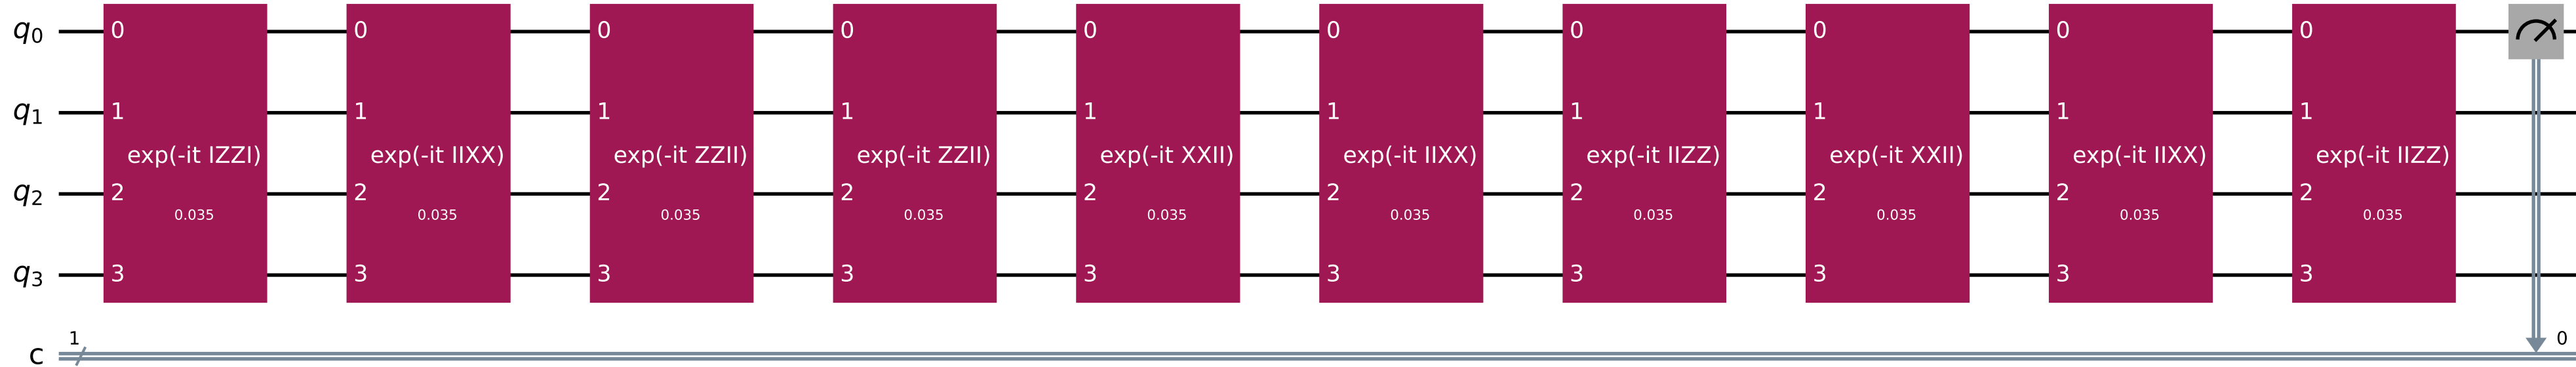 q0 0 0 0 0 0 0 0 0 0 0
q1 1 1 1 1 1 1 1 1 1 1
exp(-it IZZI) exp(-it IIXX) exp(-it ZZII) exp(-it ZZII) exp(-it XXII) exp(-it IIXX) exp(-it IIZZ) exp(-it XXII) exp(-it IIXX) exp(-it IIZZ)
q2 2 2 2 2 2 2 2 2 2 2
0.035 0.035 0.035 0.035 0.035 0.035 0.035 0.035 0.035 0.035
q3 3 3 3 3 3 3 3 3 3 3
1 0
c